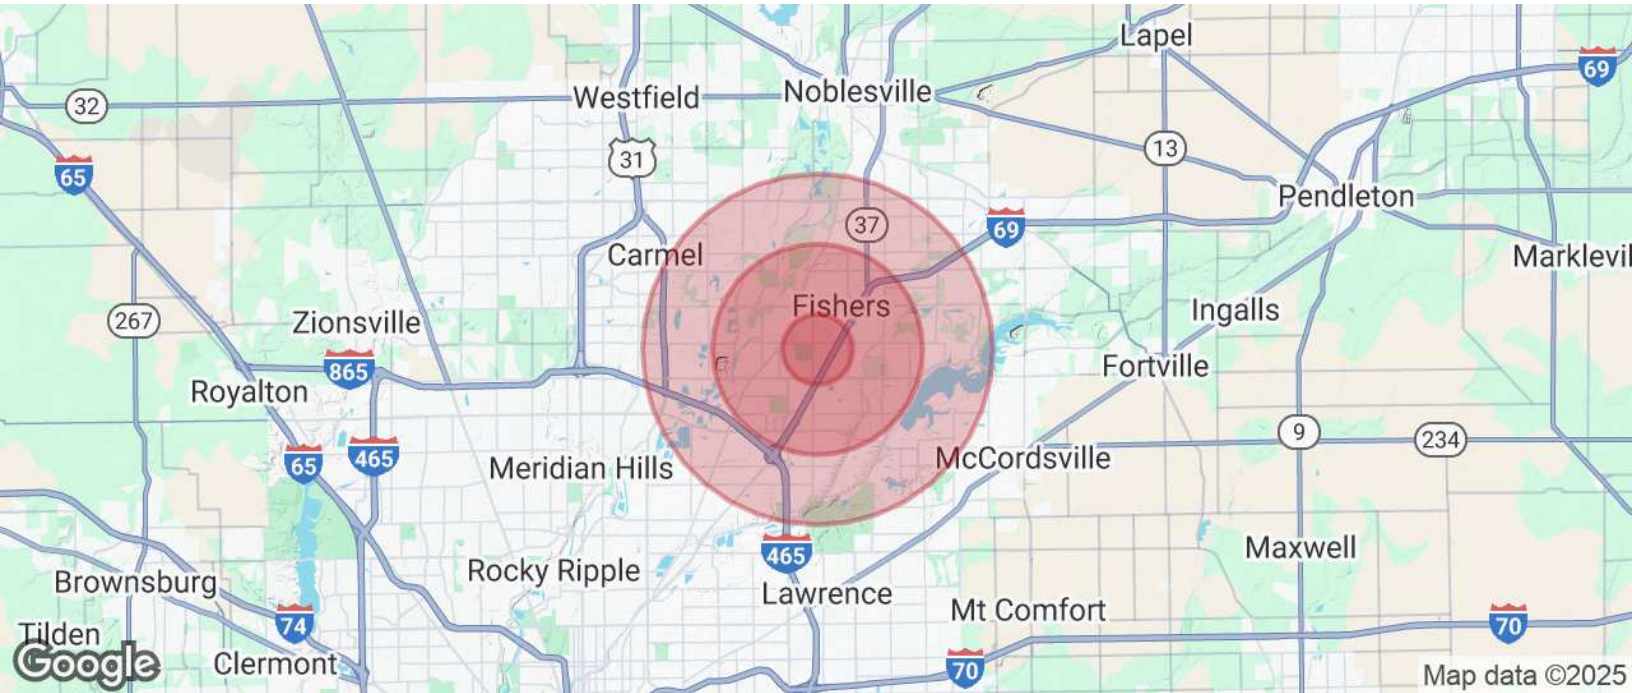 Lapel
69
Westfield
Noblesville
32
31
13
65
Pendleton
37
69
Carmel
Marklevil
Fishers
Ingalls
267
Zionsville
865
Fortville
Royalton
9
234
65
465
Meridian Hills
McCordsville
465
Maxwell
Rocky Ripple
Brownsburg
Lawrence
Mt Comfort
74
70
Tilden
Google
Clermont
70
Map data ©2025